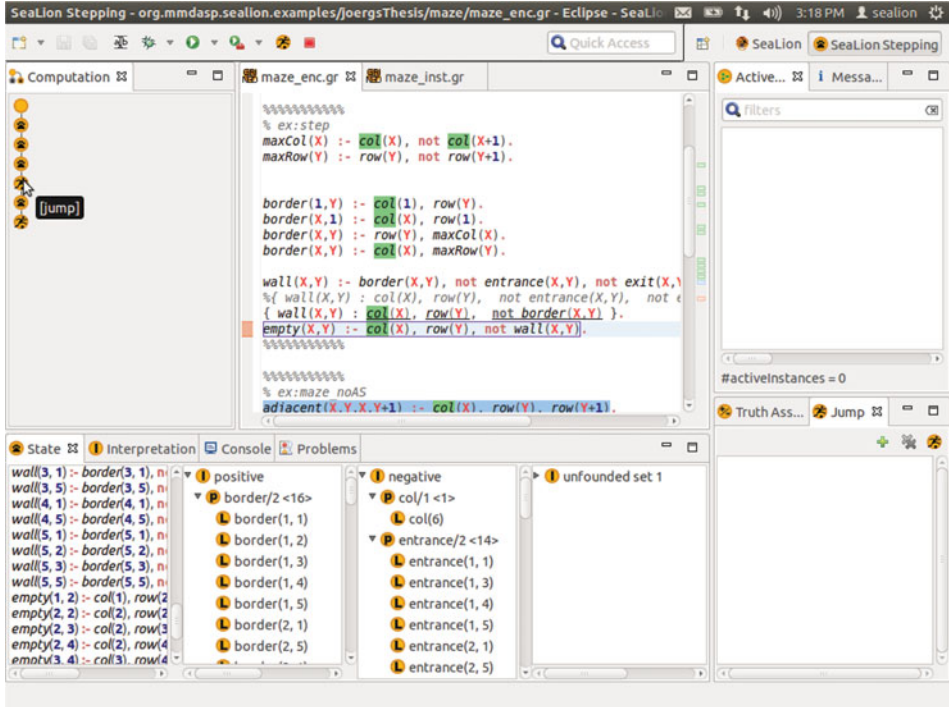 SeaLion Stepping - org.mmdasp.sealion.examples/joergsThesis/maze/maze_enc.gr - Eclipse - SeaLio
3:18 PM sealion
Quick Access
SeaLion
SeaLion Stepping
Computation
[jump]
maze_enc.gr
maze_inst.gr
%%%%%%%%%%%
% ex:step
maxCol(X) :- col(X), not col(X+1).
maxRow(Y) :- row(Y), not row(Y+1).
border(1,Y) :- col(1), row(Y).
border(X,1) :- col(X), row(1).
border(X,Y) :- row(Y), maxCol(X).
border(X,Y) :- col(X), maxRow(Y).
wall(X,Y) :- border(X,Y), not entrance(X,Y), not exit(X,Y
%{ wall(X,Y) : col(X), row(Y), not entrance(X,Y), not e
{ wall(X,Y) : col(X), row(Y), not border(X,Y) }.
empty(X,Y) :- col(X), row(Y), not wall(X,Y).
%%%%%%%%%%%
%%%%%%%%%%%
% ex:maze_noAS
adjacent(X,Y,X,Y+1) :- col(X), row(Y), row(Y+1).
Active...
Messa...
filters
#activeInstances = 0
Truth Ass...
Jump
State
Interpretation
Console
Problems
wall(3, 1) :- border(3, 1), n
wall(3, 5) :- border(3, 5), n
wall(4, 1) :- border(4, 1), n
wall(4, 5) :- border(4, 5), n
wall(5, 1) :- border(5, 1), n
wall(5, 2) :- border(5, 2), n
wall(5, 3) :- border(5, 3), n
wall(5, 5) :- border(5, 5), n
empty(1, 2) :- col(1), row(2
empty(2, 2) :- col(2), row(2
empty(2, 3) :- col(2), row(3
empty(2, 4) :- col(2), row(4
empty(3, 4) :- col(3), row(4
positive
border/2 <16>
border(1, 1)
border(1, 2)
border(1, 3)
border(1, 4)
border(1, 5)
border(2, 1)
border(2, 5)
negative
col/1 <1>
col(6)
entrance/2 <14>
entrance(1, 1)
entrance(1, 3)
entrance(1, 4)
entrance(1, 5)
entrance(2, 1)
entrance(2, 5)
unfounded set 1